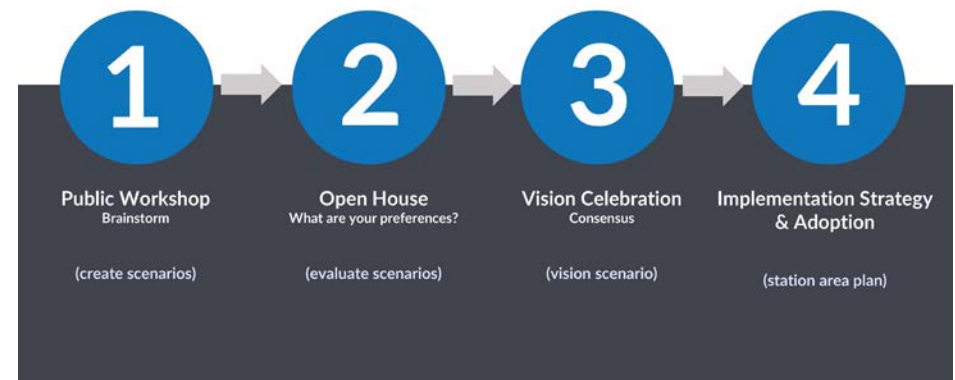 1
Public Workshop
Brainstorm
(create scenarios)
2
Open House
What are your preferences?
(evaluate scenarios)
3
Vision Celebration
Consensus
(vision scenario)
4
Implementation Strategy
& Adoption
(station area plan)